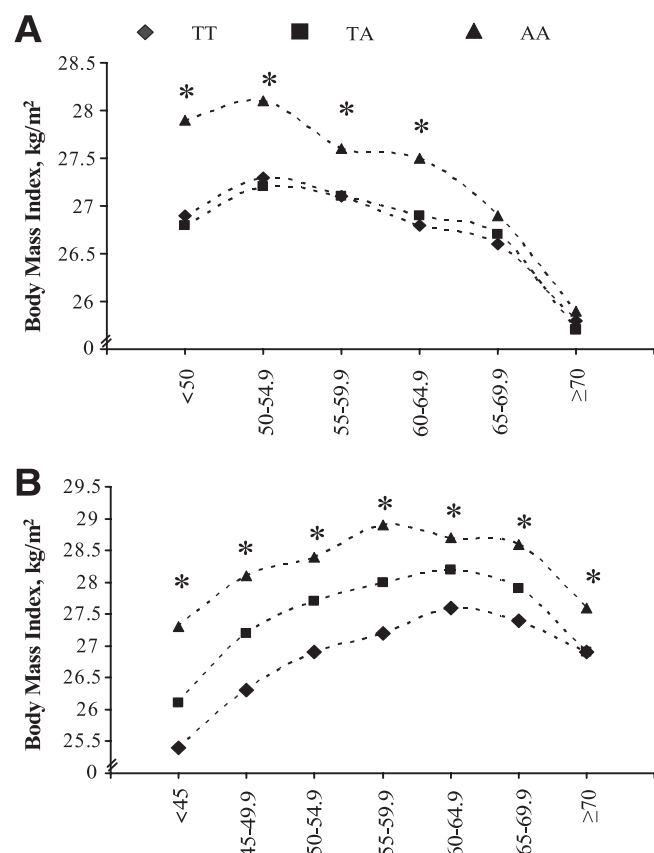 A TT TA AA
28.5
28
27.5
27
26.5
26
0
Body Mass Index, kg/m²
<50 50-54.9 55-59.9 60-64.9 65-69.9 ≥70
* * * *
B
29.5
29
28.5
28
27.5
27
26.5
26
25.5
0
Body Mass Index, kg/m²
<45 45-49.9 50-54.9 55-59.9 60-64.9 65-69.9 ≥70
* * * * * * *